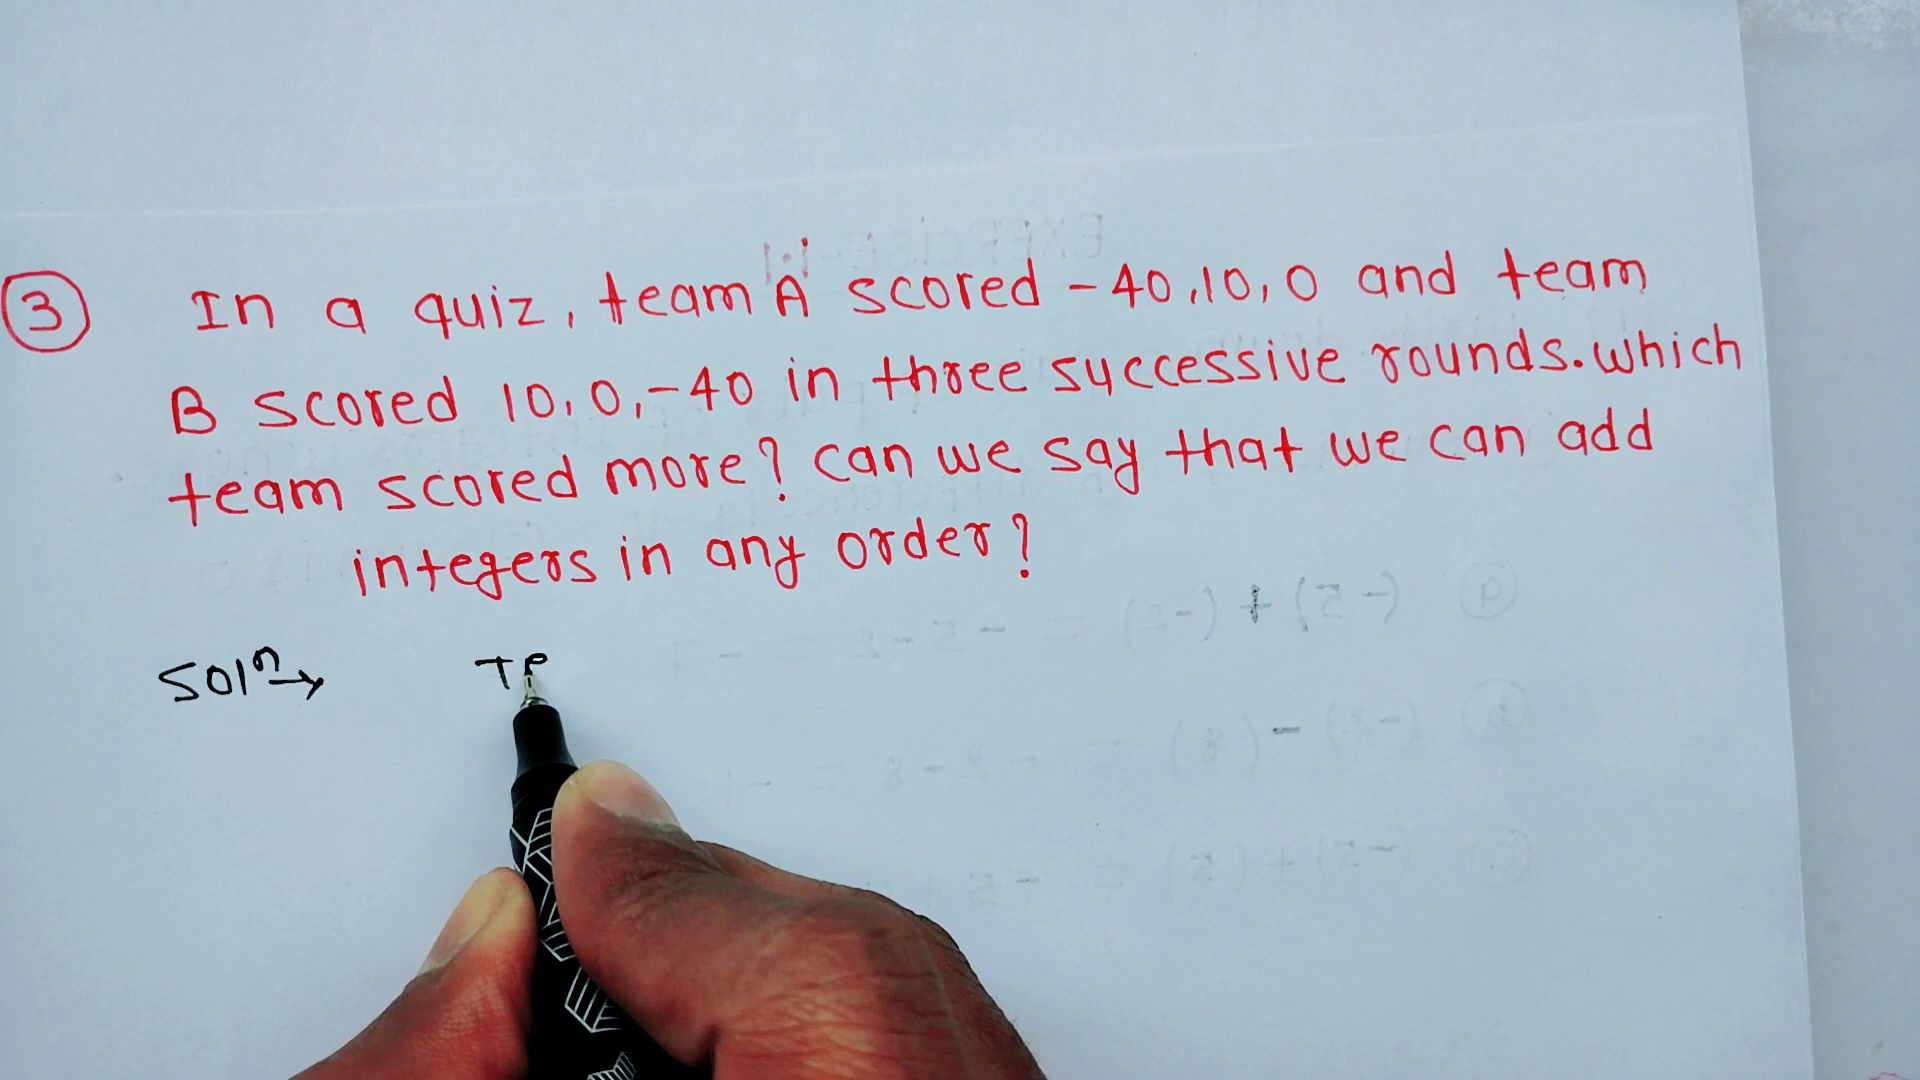 3 In a quiz, team A scored -40,10,0 and team
B scored 10,0,-40 in three successive rounds. which
team scored more? can we say that we can add
integers in any order?
Solⁿ→ Te